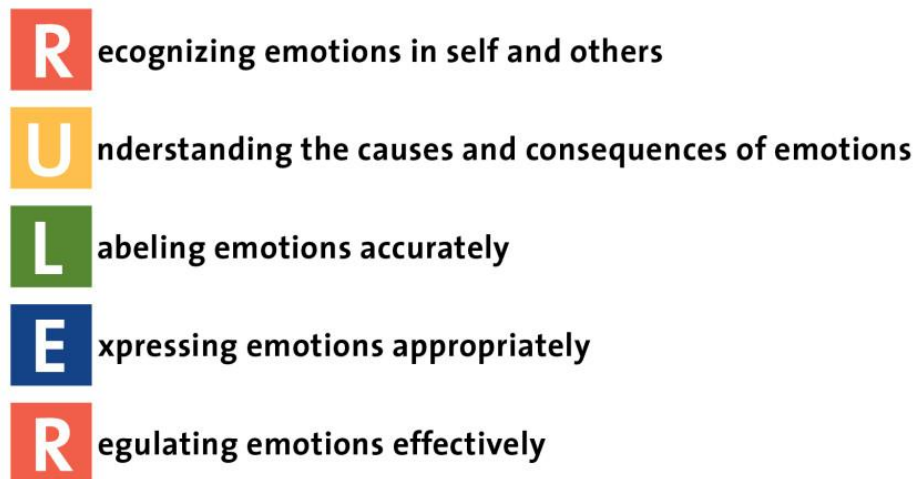 Recognizing emotions in self and others
Understanding the causes and consequences of emotions
Labeling emotions accurately
Expressing emotions appropriately
Regulating emotions effectively